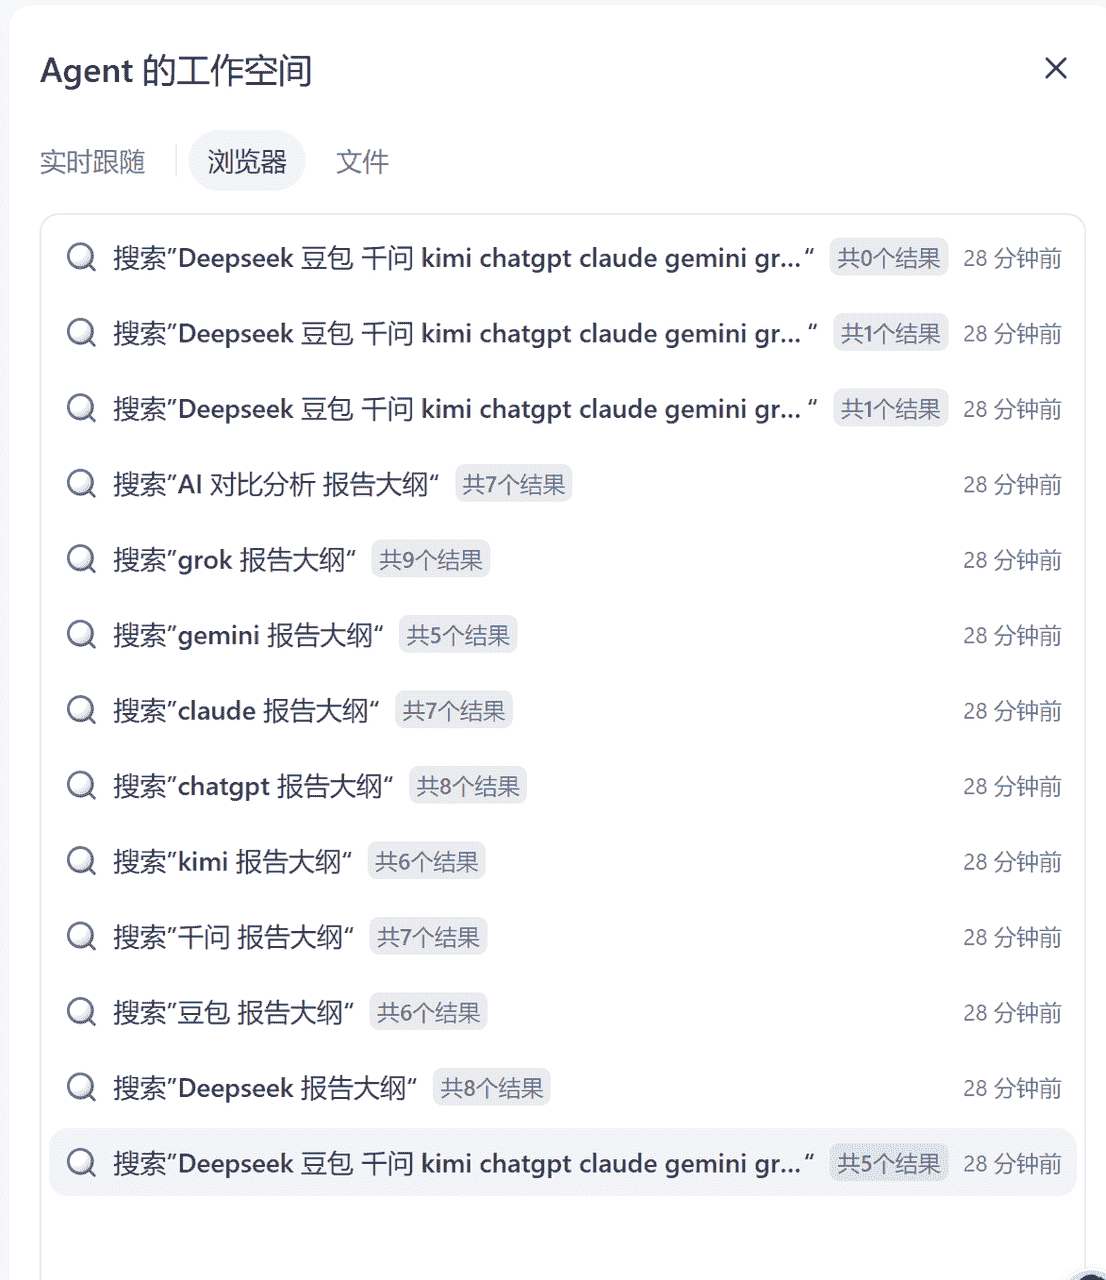 Agent 的工作空间
实时跟随 浏览器 文件
搜索”Deepseek 豆包 千问 kimi chatgpt claude gemini gr...“ 共0个结果 28 分钟前
搜索”Deepseek 豆包 千问 kimi chatgpt claude gemini gr... “ 共1个结果 28 分钟前
搜索”Deepseek 豆包 千问 kimi chatgpt claude gemini gr... “ 共1个结果 28 分钟前
搜索”AI 对比分析 报告大纲“ 共7个结果 28 分钟前
搜索”grok 报告大纲“ 共9个结果 28 分钟前
搜索”gemini 报告大纲“ 共5个结果 28 分钟前
搜索”claude 报告大纲“ 共7个结果 28 分钟前
搜索”chatgpt 报告大纲“ 共8个结果 28 分钟前
搜索”kimi 报告大纲“ 共6个结果 28 分钟前
搜索”千问 报告大纲“ 共7个结果 28 分钟前
搜索”豆包 报告大纲“ 共6个结果 28 分钟前
搜索”Deepseek 报告大纲“ 共8个结果 28 分钟前
搜索”Deepseek 豆包 千问 kimi chatgpt claude gemini gr...“ 共5个结果 28 分钟前